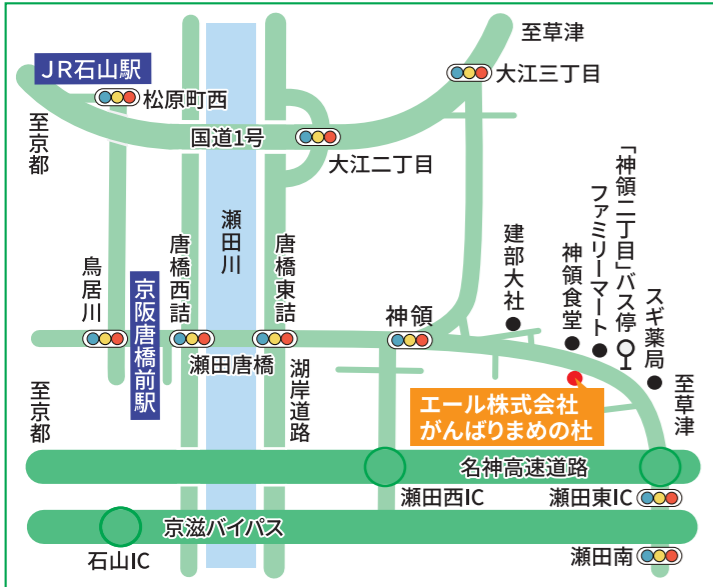 至草津
JR石山駅
大江三丁目
松原町西
国道1号
至京都
大江二丁目
「神領二丁目」バス停
ファミリーマート
瀬田川
唐橋西詰
唐橋東詰
建部大社
神領食堂
鳥居川
京阪唐橋前駅
スギ薬局
神領
瀬田唐橋
湖岸道路
至京都
至草津
エール株式会社
がんばりまめの杜
名神高速道路
瀬田西IC
瀬田東IC
京滋バイパス
石山IC
瀬田南